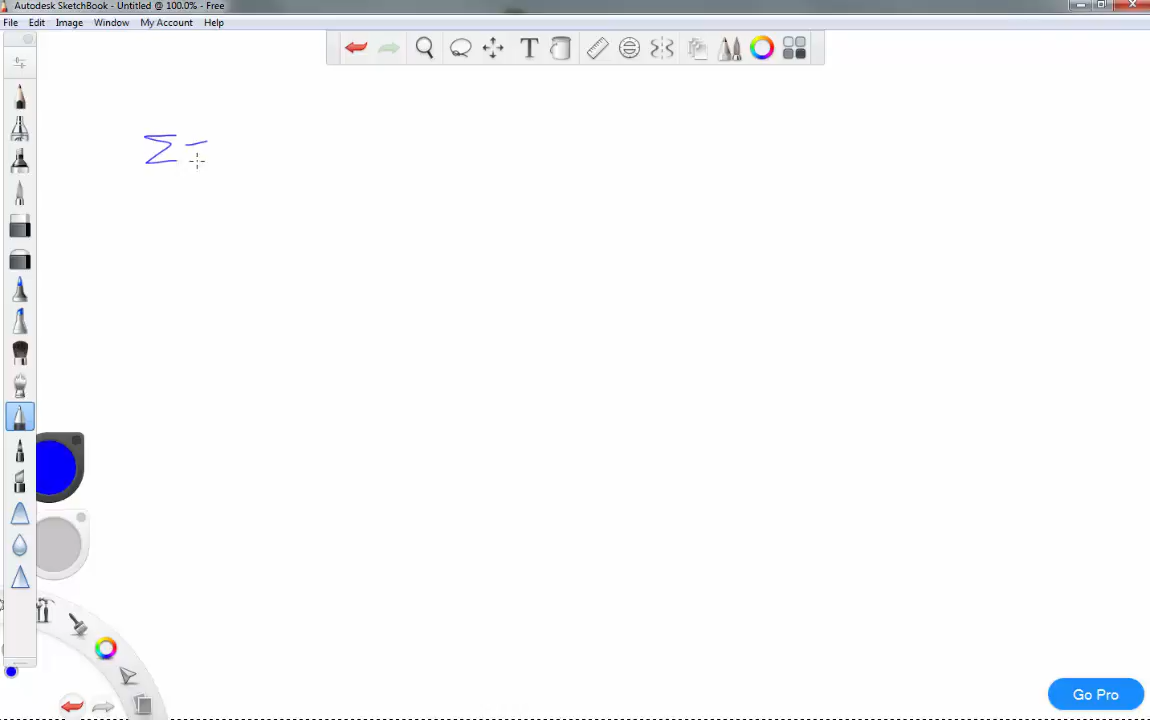 Autodesk SketchBook - Untitled @ 100.0% - Free
File Edit Image Window My Account Help
T
Σ -
Go Pro